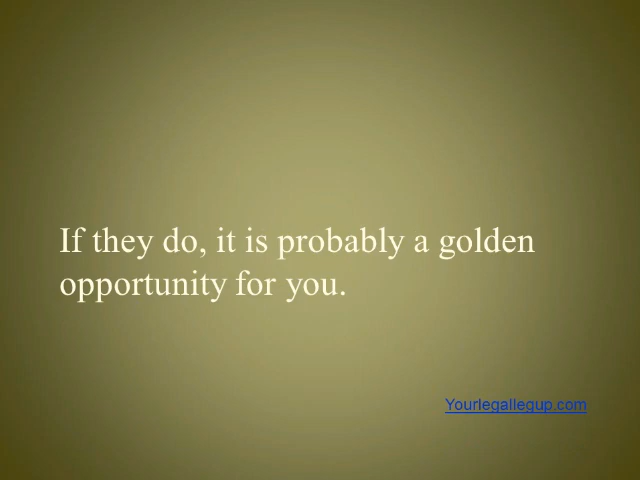 If they do, it is probably a golden
opportunity for you.
Yourlegallegup.com